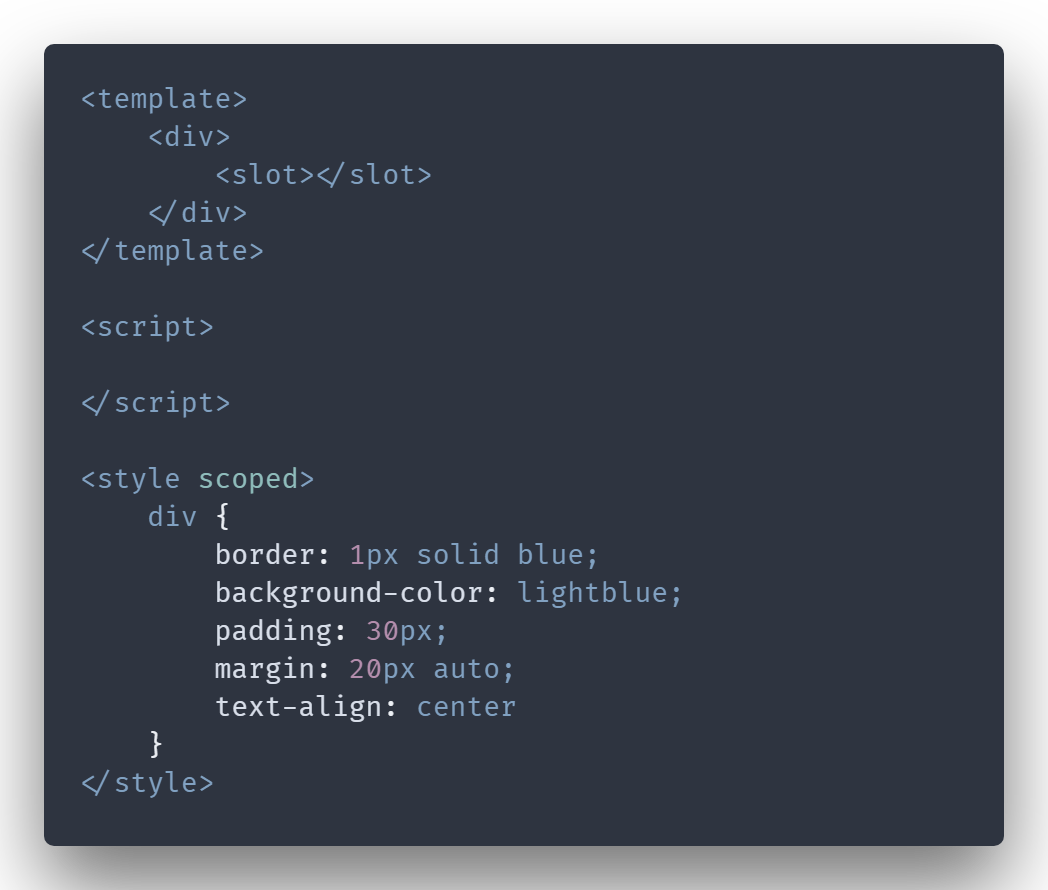 <template>
    <div>
        <slot></slot>
    </div>
</template>

<script>

</script>

<style scoped>
    div {
        border: 1px solid blue;
        background-color: lightblue;
        padding: 30px;
        margin: 20px auto;
        text-align: center
    }
</style>